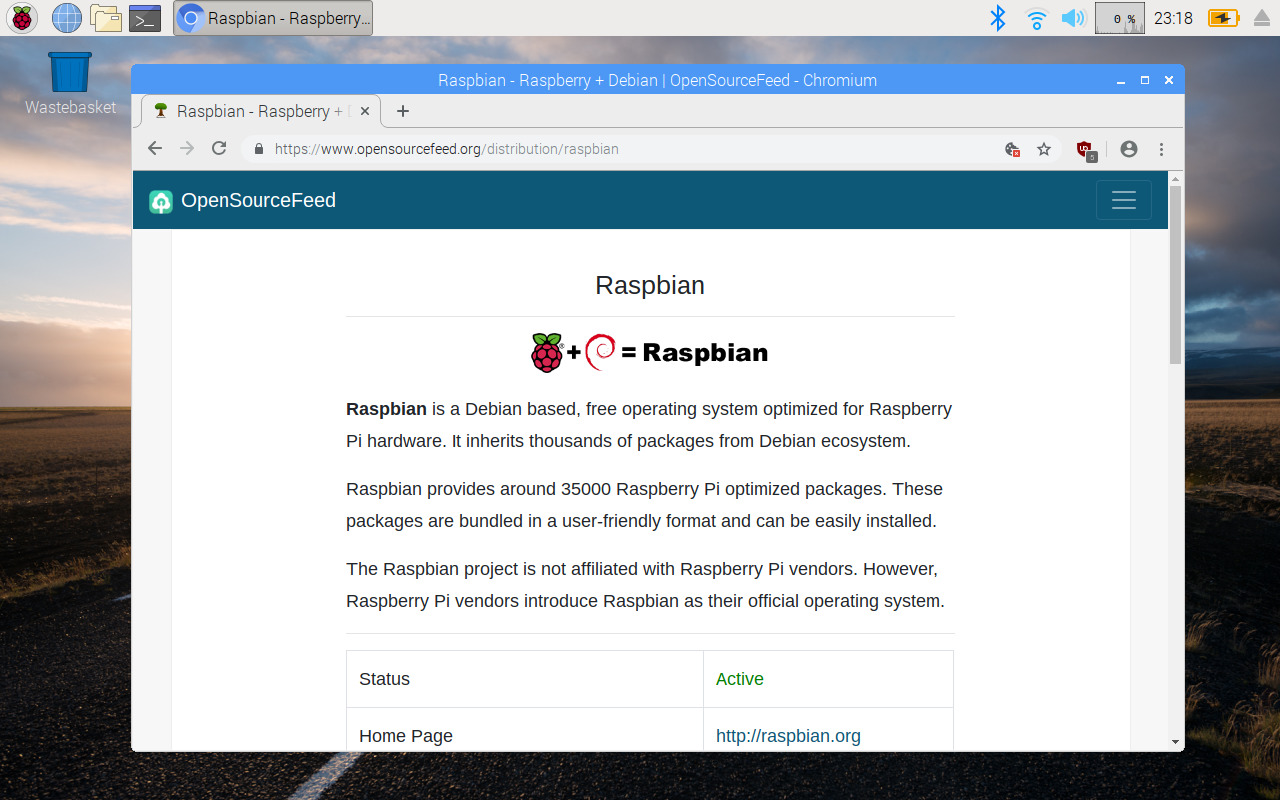 Raspbian - Raspberry...
0 %
23:18
Wastebasket
Raspbian - Raspberry + Debian | OpenSourceFeed - Chromium
Raspbian - Raspberry +
https://www.opensourcefeed.org/distribution/raspbian
5
OpenSourceFeed
Raspbian
+ = Raspbian
Raspbian is a Debian based, free operating system optimized for Raspberry
Pi hardware. It inherits thousands of packages from Debian ecosystem.
Raspbian provides around 35000 Raspberry Pi optimized packages. These
packages are bundled in a user-friendly format and can be easily installed.
The Raspbian project is not affiliated with Raspberry Pi vendors. However,
Raspberry Pi vendors introduce Raspbian as their official operating system.
Status
Active
Home Page
http://raspbian.org